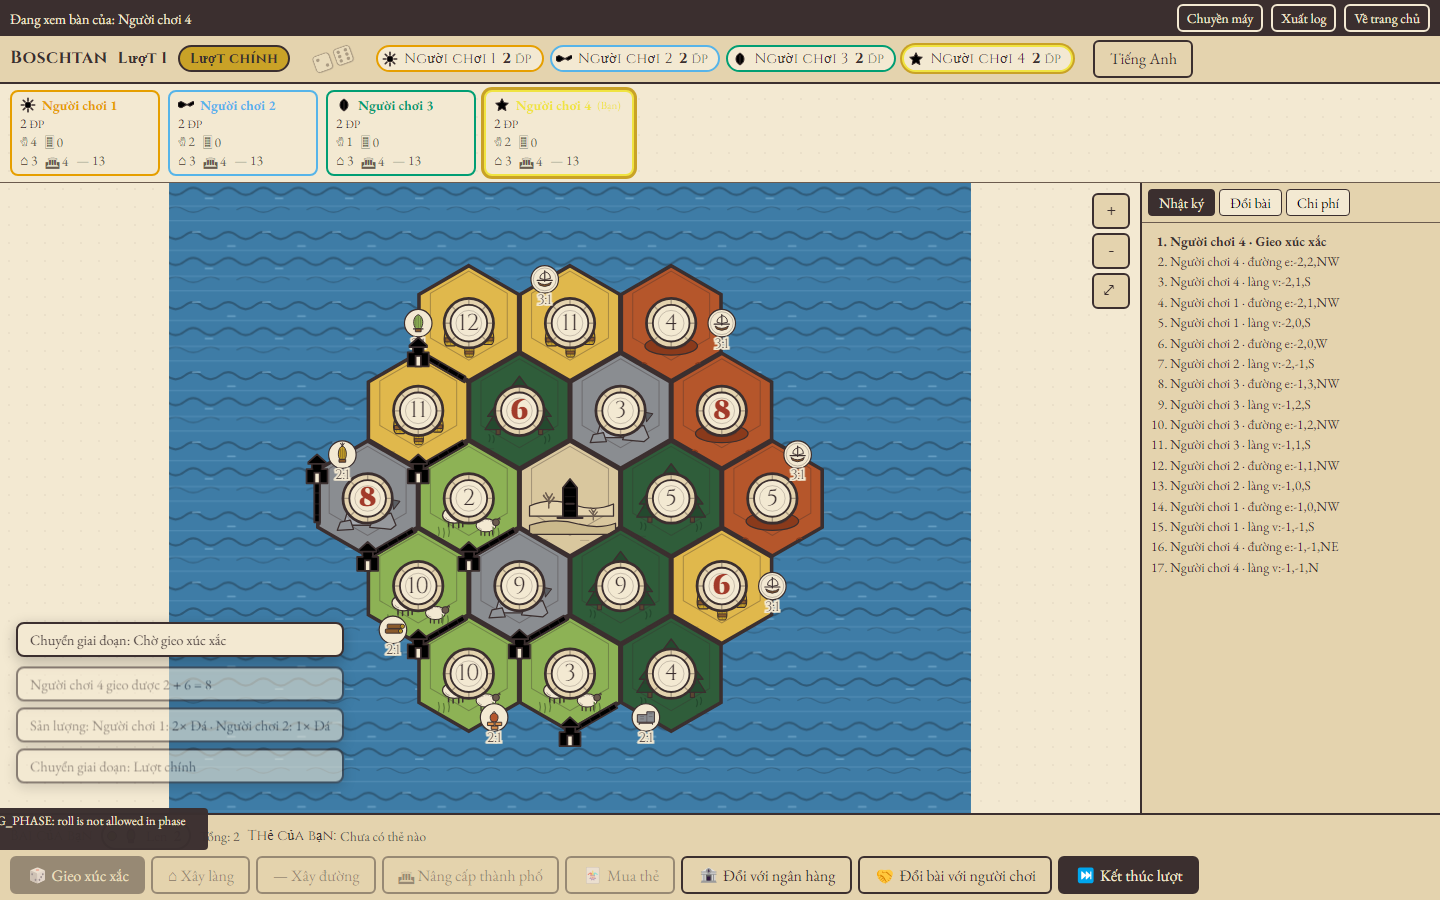 Đang xem bàn của: Người chơi 4
Chuyền máy
Xuất log
Về trang chủ
BOSCHTAN LƯỢT 1 LƯỢT CHÍNH
NGƯỜI CHƠI 1 2 ĐP
NGƯỜI CHƠI 2 2 ĐP
NGƯỜI CHƠI 3 2 ĐP
NGƯỜI CHƠI 4 2 ĐP
Tiếng Anh
Người chơi 1
2 ĐP
4 0
3 4 — 13
Người chơi 2
2 ĐP
2 0
3 4 — 13
Người chơi 3
2 ĐP
1 0
3 4 — 13
Người chơi 4 (Bạn)
2 ĐP
2 0
3 4 — 13
3:1
12 11 4
3:1
11 6 3 8
2:1 3:1
8 2 5 5
10 9 9 6
3:1
2:1
10 3 4
2:1 2:1
+
-
Nhật ký
Đổi bài
Chi phí
1. Người chơi 4 · Gieo xúc xắc
2. Người chơi 4 · đường e:-2,2,NW
3. Người chơi 4 · làng v:-2,1,S
4. Người chơi 1 · đường e:-2,1,NW
5. Người chơi 1 · làng v:-2,0,S
6. Người chơi 2 · đường e:-2,0,W
7. Người chơi 2 · làng v:-2,-1,S
8. Người chơi 3 · đường e:-1,3,NW
9. Người chơi 3 · làng v:-1,2,S
10. Người chơi 3 · đường e:-1,2,NW
11. Người chơi 3 · làng v:-1,1,S
12. Người chơi 2 · đường e:-1,1,NW
13. Người chơi 2 · làng v:-1,0,S
14. Người chơi 1 · đường e:-1,0,NW
15. Người chơi 1 · làng v:-1,-1,S
16. Người chơi 4 · đường e:-1,-1,NE
17. Người chơi 4 · làng v:-1,-1,N
Chuyển giai đoạn: Chờ gieo xúc xắc
Người chơi 4 gieo được 2 + 6 = 8
Sản lượng: Người chơi 1: 2× Đá · Người chơi 2: 1× Đá
Chuyển giai đoạn: Lượt chính
G_PHASE: roll is not allowed in phase
ổng: 2 THẺ CỦA BẠN: Chưa có thẻ nào
Gieo xúc xắc
Xây làng
— Xây đường
Nâng cấp thành phố
Mua thẻ
Đổi với ngân hàng
Đổi bài với người chơi
Kết thúc lượt